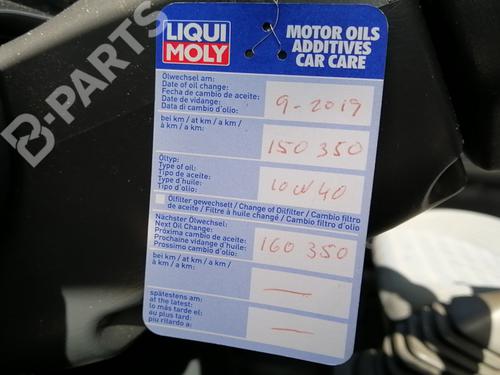 LIQUI
MOLY
MOTOR OILS
ADDITIVES
CAR CARE
B-PARTS
Ölwechsel am:
Date of oil change:
Fecha de cambio de aceite:
Date de vidange:
Data di cambio d'olio:
9-2019
bei km / at km / a km /
à km / a km:
150 350
Öltyp:
Type of oil:
Tipo de aceite:
Type d'huile:
Tipo d'olio:
10W40
Ölfilter gewechselt / Change of Oilfilter / Cambio filtro
de aceite / Filtre à huile changé / Cambio filtro
Nächster Ölwechsel:
Next Oil Change:
Próxima cambio de aceite:
Prochaine vidange d'huile:
Prossimo cambio d'olio:
160 350
bei km / at km / a km /
à km / a km:
—
spätestens am:
at the latest:
lo más tarde el:
au plus tard:
piu ritardo a:
—